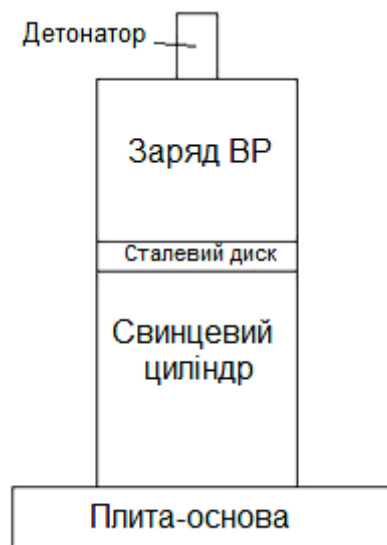 Детонатор
Заряд ВР
Сталевий диск
Свинцевий
циліндр
Плита-основа